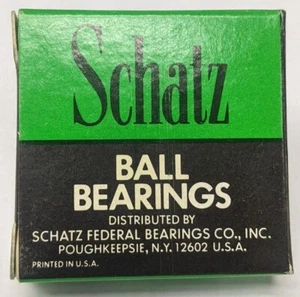 Schatz
BALL
BEARINGS
DISTRIBUTED BY
SCHATZ FEDERAL BEARINGS CO., INC.
POUGHKEEPSIE, N.Y. 12602 U.S.A.
PRINTED IN U.S.A.